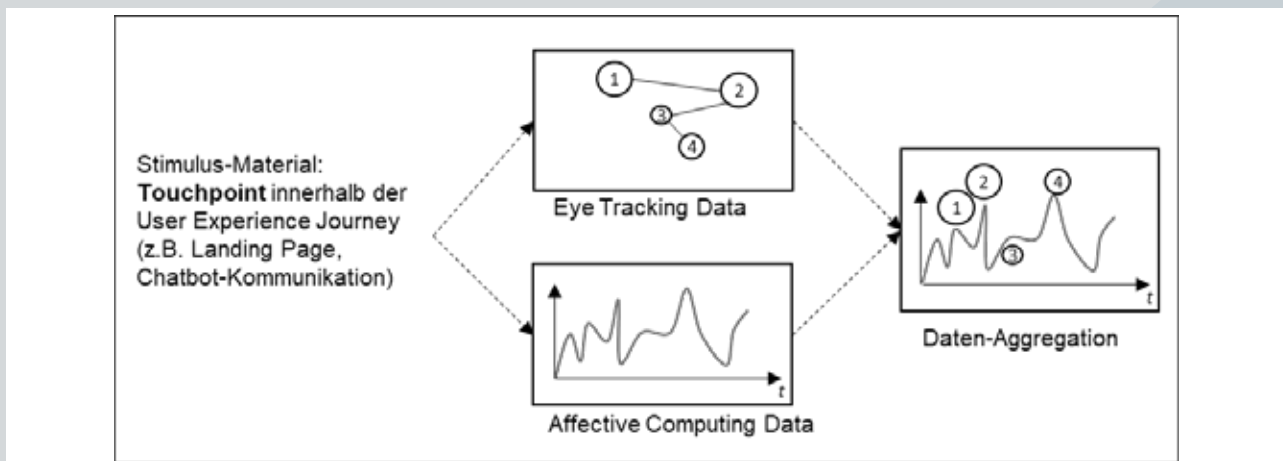 Stimulus-Material:
Touchpoint innerhalb der
User Experience Journey
(z.B. Landing Page,
Chatbot-Kommunikation)
1
2
3
4
Eye Tracking Data
t
Affective Computing Data
1
2
3
4
t
Daten-Aggregation